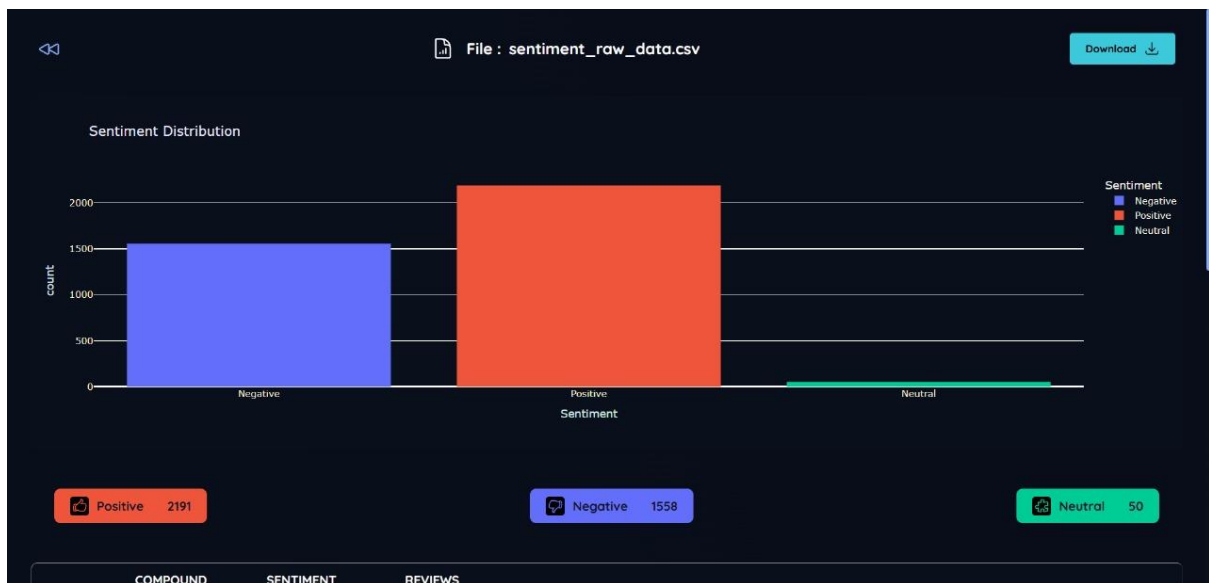 File : sentiment_raw_data.csv
Download
Sentiment Distribution
Sentiment
Negative
Positive
Neutral
2000
1500
1000
500
0
count
Negative Positive Neutral
Sentiment
Positive 2191
Negative 1558
Neutral 50
COMPOUND SENTIMENT REVIEWS